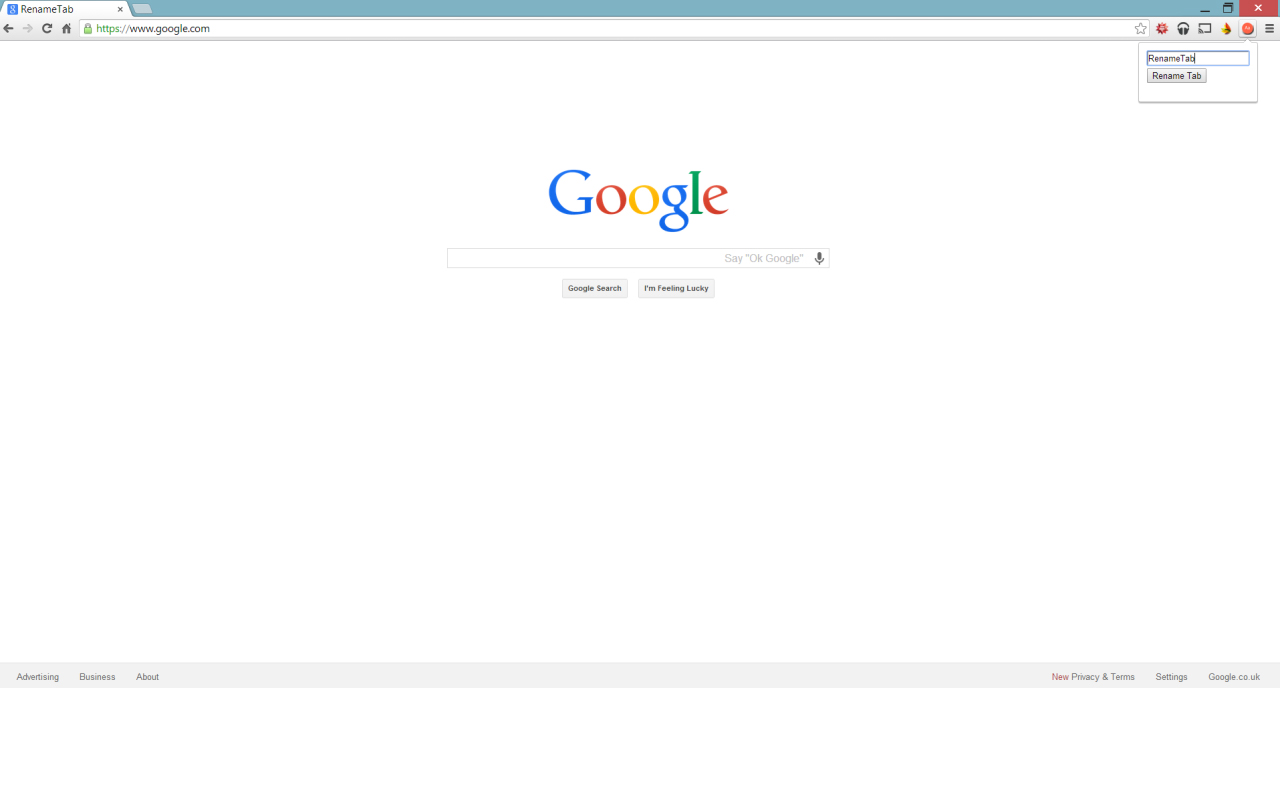 RenameTab
https://www.google.com
RenameTab
Rename Tab
Google
Say "Ok Google"
Google Search I'm Feeling Lucky
Advertising Business About New Privacy & Terms Settings Google.co.uk